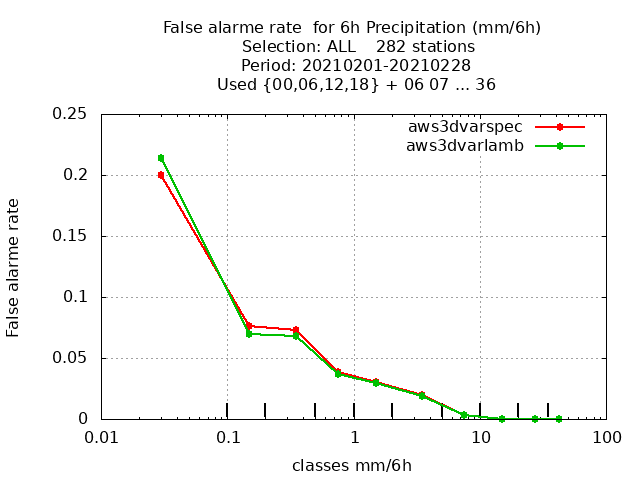 False alarme rate  for 6h Precipitation (mm/6h)
Selection: ALL    282 stations
Period: 20210201-20210228
Used {00,06,12,18} + 06 07 ... 36
aws3dvarspec
aws3dvarlamb
False alarme rate
0.25
0.2
0.15
0.1
0.05
0
0.01 0.1 1 10 100
classes mm/6h